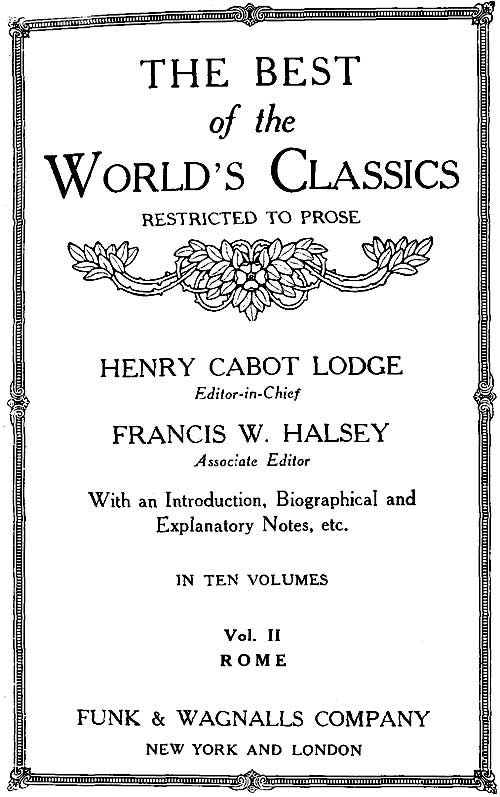 THE BEST
of the
WORLD'S CLASSICS
RESTRICTED TO PROSE
HENRY CABOT LODGE
Editor-in-Chief
FRANCIS W. HALSEY
Associate Editor
With an Introduction, Biographical and
Explanatory Notes, etc.
IN TEN VOLUMES
Vol. II
ROME
FUNK & WAGNALLS COMPANY
NEW YORK AND LONDON